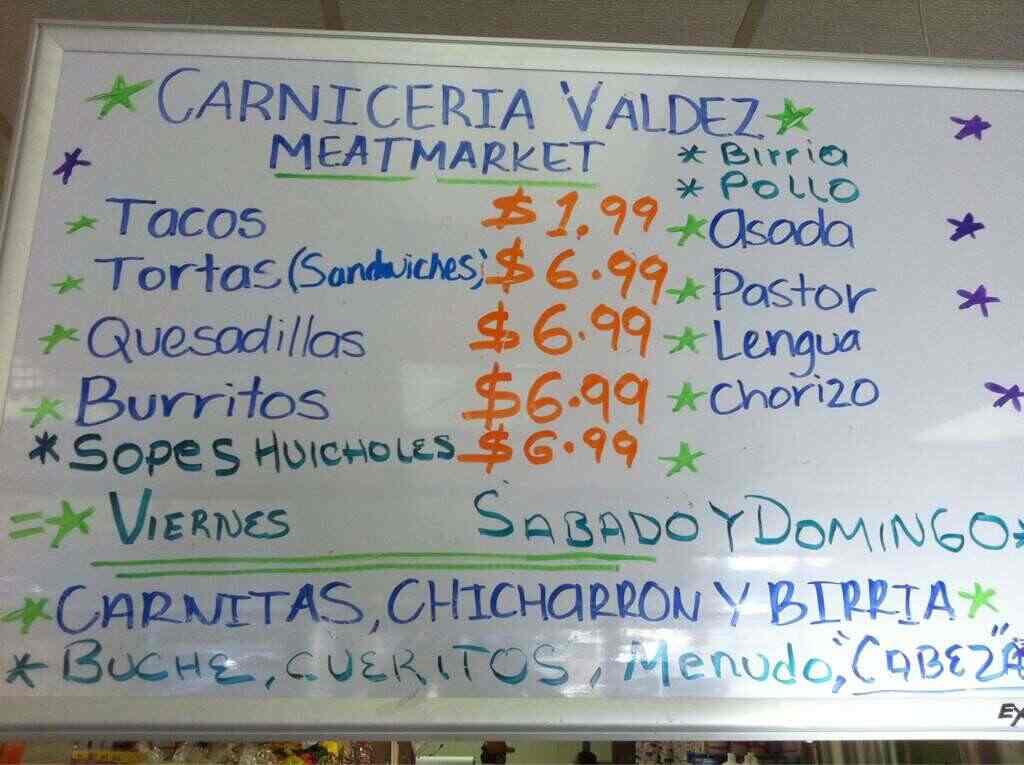 CARNICERIA VALDEZ
MEATMARKET
* Birria
* POLLO
Tacos $1.99 Asada
Tortas (Sandwiches) $6.99 Pastor
Quesadillas $6.99 Lengua
Burritos $6.99 Chorizo
* Sopes HUICHOLES $6.99
=> VIERNES SABADO Y DOMINGO *
CARNITAS, CHICHARRON Y BIRRIA
* BUCHE, CUERITOS, Menudo, "CABEZA"